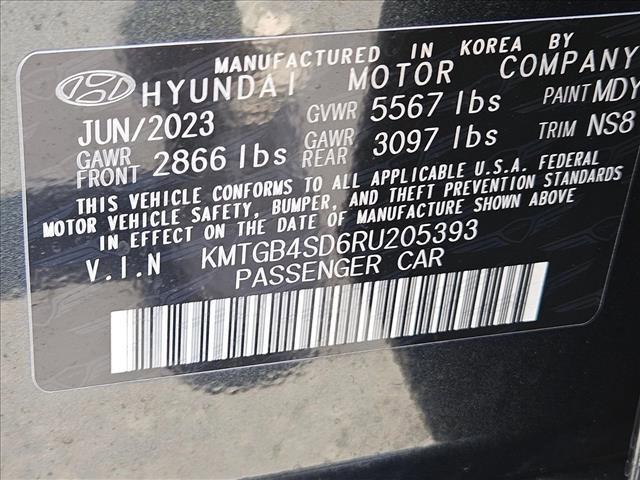 MANUFACTURED IN KOREA BY
HYUNDAI MOTOR COMPANY
JUN/2023 GVWR 5567 lbs PAINT MDY
GAWR FRONT 2866 lbs GAWR REAR 3097 lbs TRIM NS8
THIS VEHICLE CONFORMS TO ALL APPLICABLE U.S.A. FEDERAL
MOTOR VEHICLE SAFETY, BUMPER, AND THEFT PREVENTION STANDARDS
IN EFFECT ON THE DATE OF MANUFACTURE SHOWN ABOVE
V.I.N KMTGB4SD6RU205393
PASSENGER CAR